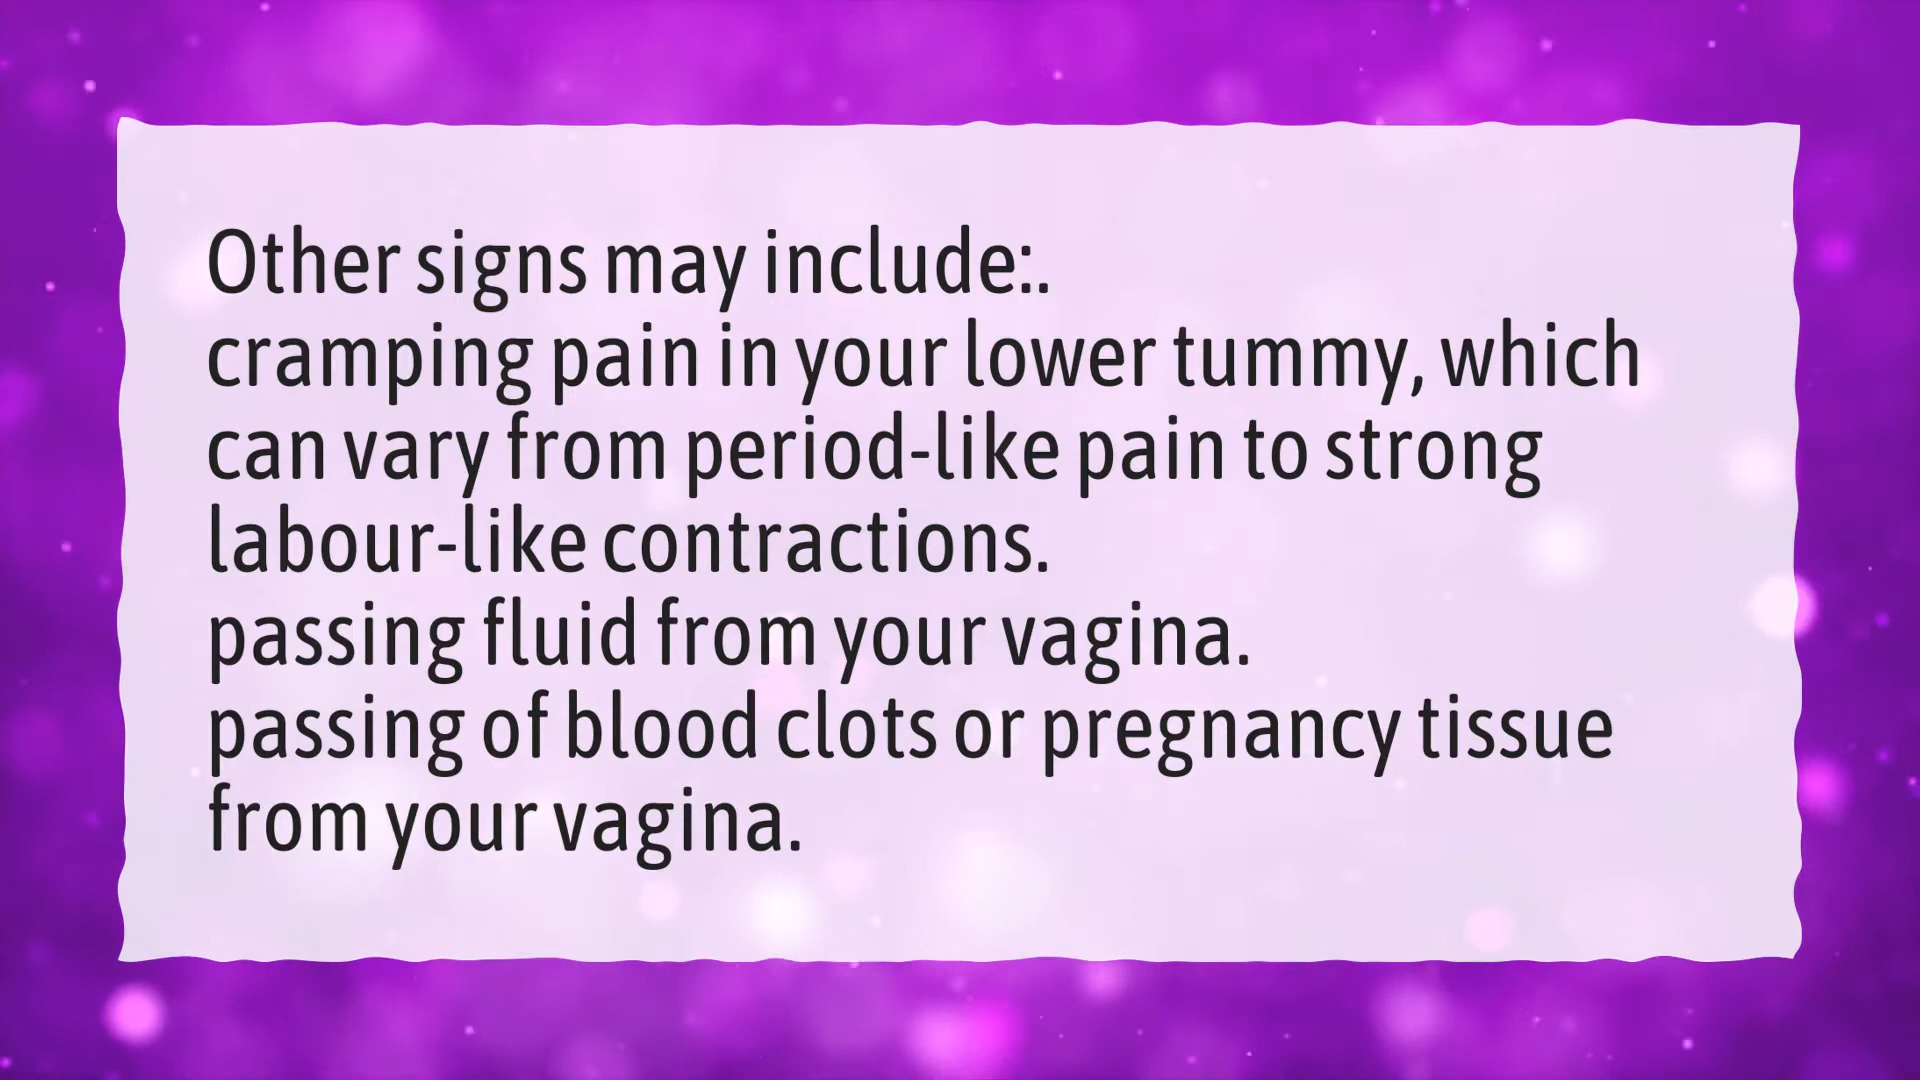 Other signs may include:.
cramping pain in your lower tummy, which
can vary from period-like pain to strong
labour-like contractions.
passing fluid from your vagina.
passing of blood clots or pregnancy tissue
from your vagina.